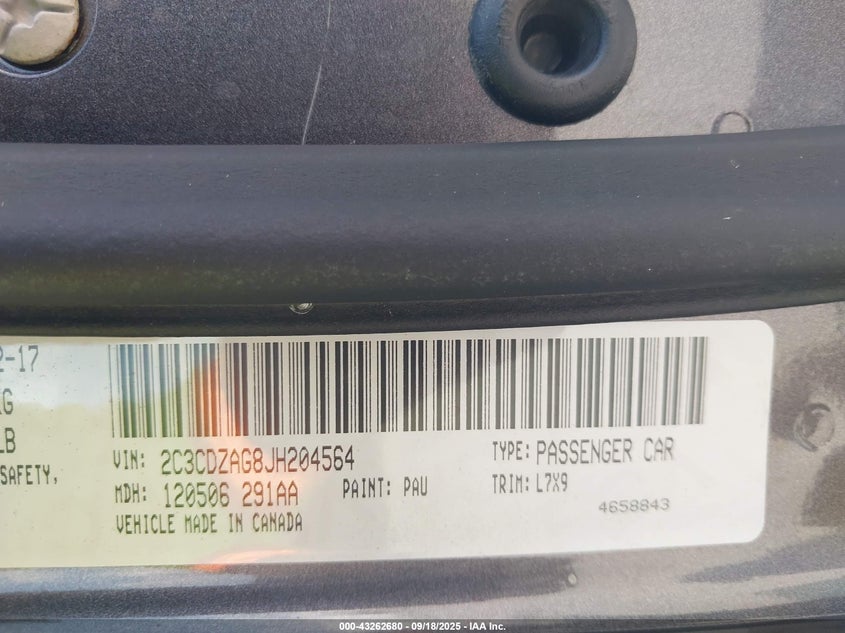 2-17
G
LB
SAFETY,
VIN: 2C3CDZAG8JH204564
TYPE: PASSENGER CAR
MDH: 120506 291AA
PAINT: PAU
TRIM: L7X9
4658843
VEHICLE MADE IN CANADA
000-43262680 - 09/18/2025 - IAA Inc.